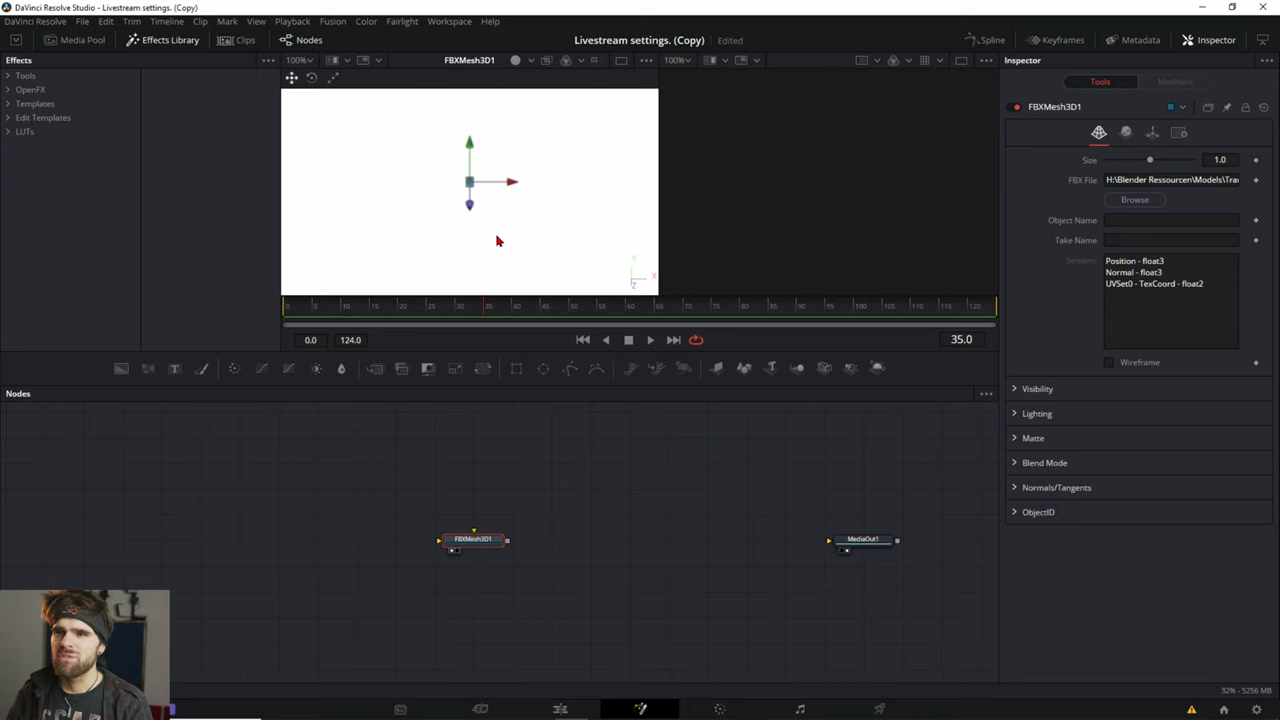 DaVinci Resolve Studio - Livestream settings. (Copy)
DaVinci Resolve File Edit Trim Timeline Clip Mark View Playback Fusion Color Fairlight Workspace Help
Media Pool Effects Library Clips Nodes Livestream settings. (Copy) Edited Spline Keyframes Metadata Inspector
Effects 100% FBXMesh3D1 100% Inspector
Tools
OpenFX
Templates
Edit Templates
LUTs
Y
X
Z
0 5 10 15 20 25 30 35 40 45 50 55 60 65 70 75 80 85 90 95 100 105 110 115 120
0.0 124.0 35.0
Nodes
FBXMesh3D1
MediaOut1
Tools Modifiers
FBXMesh3D1
Size 1.0
FBX File H:\Blender Ressourcen\Models\Tra
Browse
Object Name
Take Name
Streams Position - float3
Normal - float3
UVSet0 - TexCoord - float2
Wireframe
Visibility
Lighting
Matte
Blend Mode
Normals/Tangents
ObjectID
32% - 5256 MB